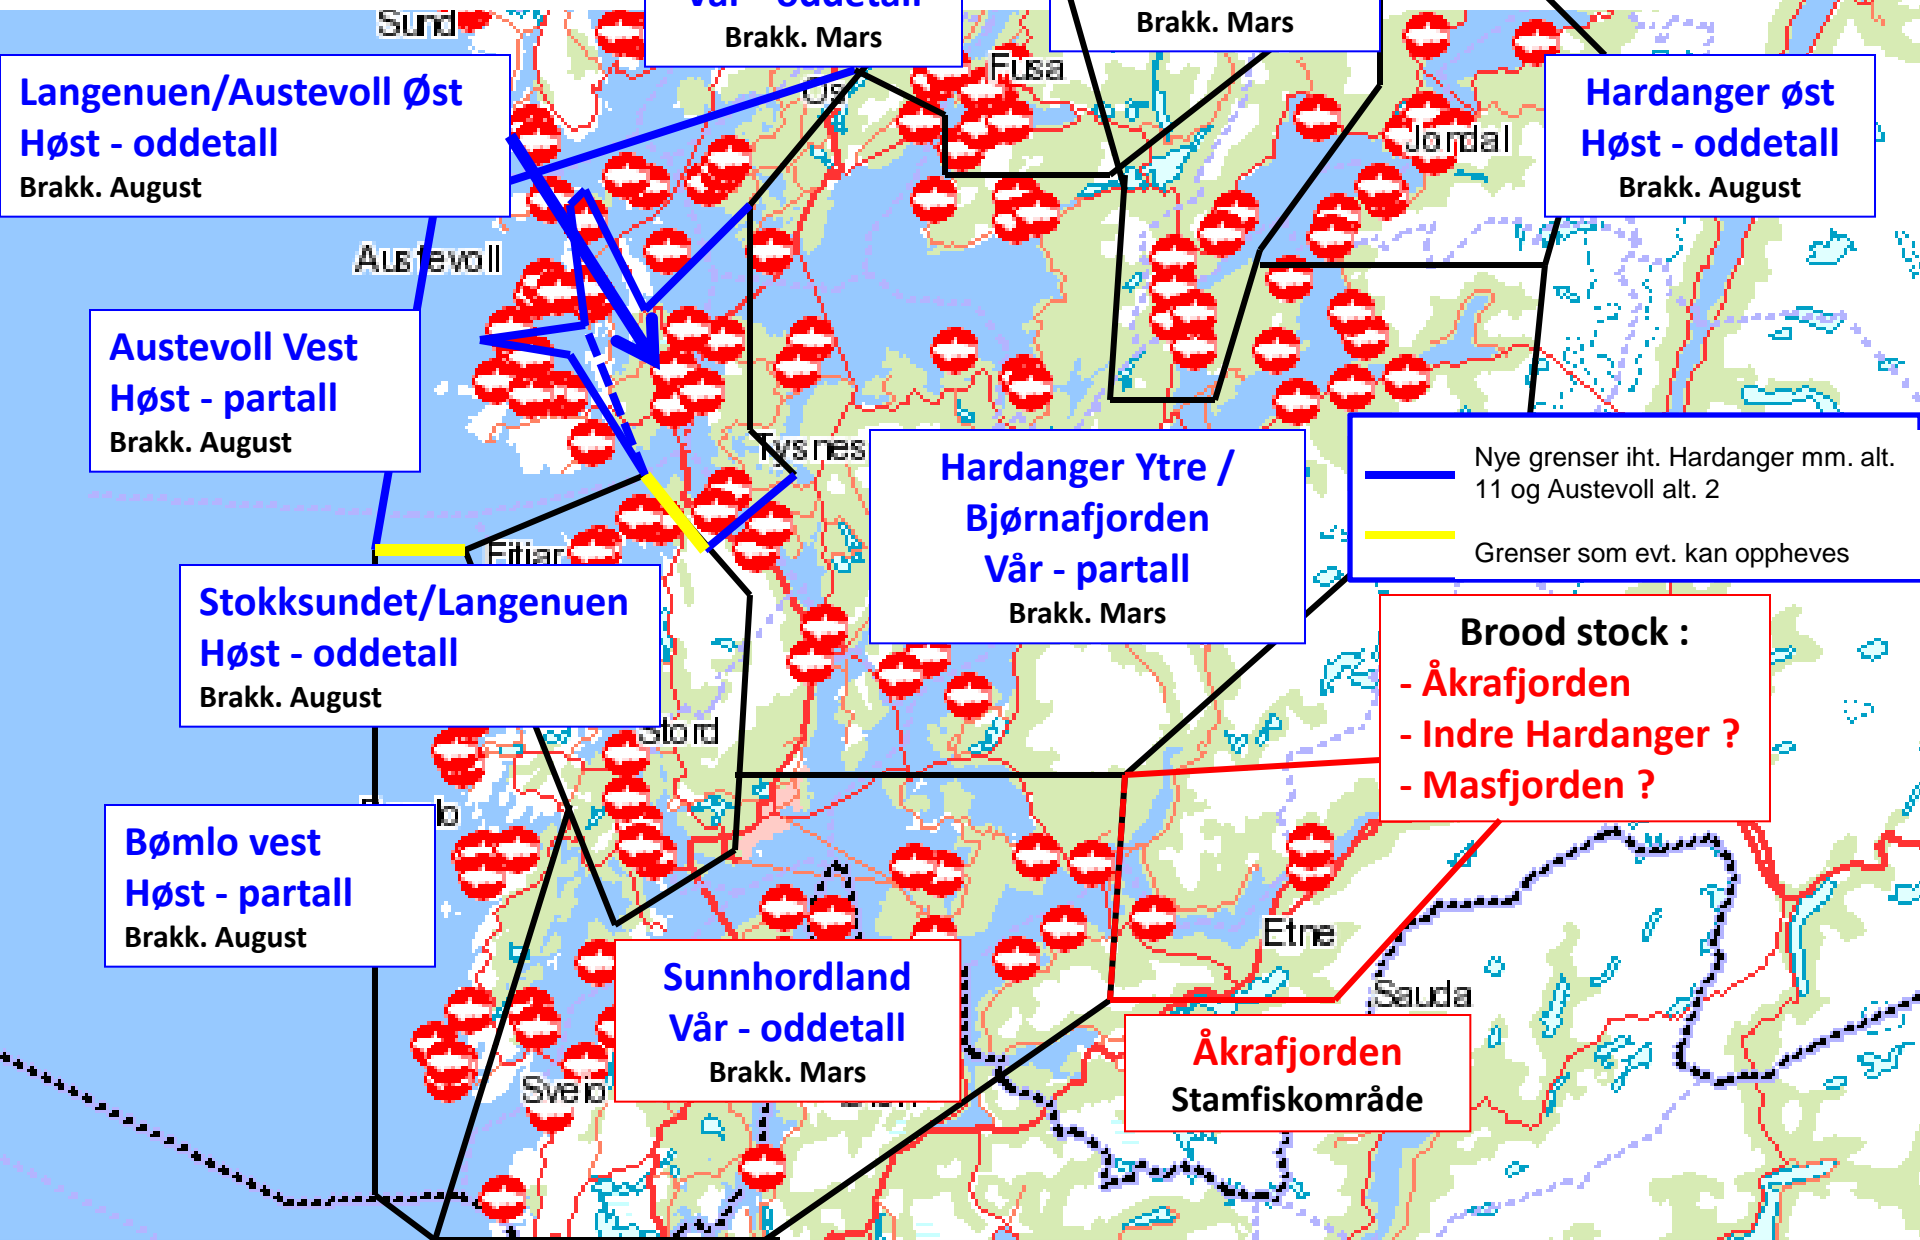 Sund
Vår - oddetall
Brakk. Mars
Brakk. Mars
Fusa
Os
Langenuen/Austevoll Øst
Høst - oddetall
Brakk. August
Hardanger øst
Høst - oddetall
Brakk. August
Jondal
Austevoll
Austevoll Vest
Høst - partall
Brakk. August
Tysnes
Hardanger Ytre /
Bjørnafjorden
Vår - partall
Brakk. Mars
Nye grenser iht. Hardanger mm. alt.
11 og Austevoll alt. 2
Grenser som evt. kan oppheves
Fitjar
Stokksundet/Langenuen
Høst - oddetall
Brakk. August
Brood stock :
- Åkrafjorden
- Indre Hardanger ?
- Masfjorden ?
Stord
Bømlo vest
Høst - partall
Brakk. August
Etne
Sunnhordland
Vår - oddetall
Brakk. Mars
Sauda
Åkrafjorden
Stamfiskområde
Sveio